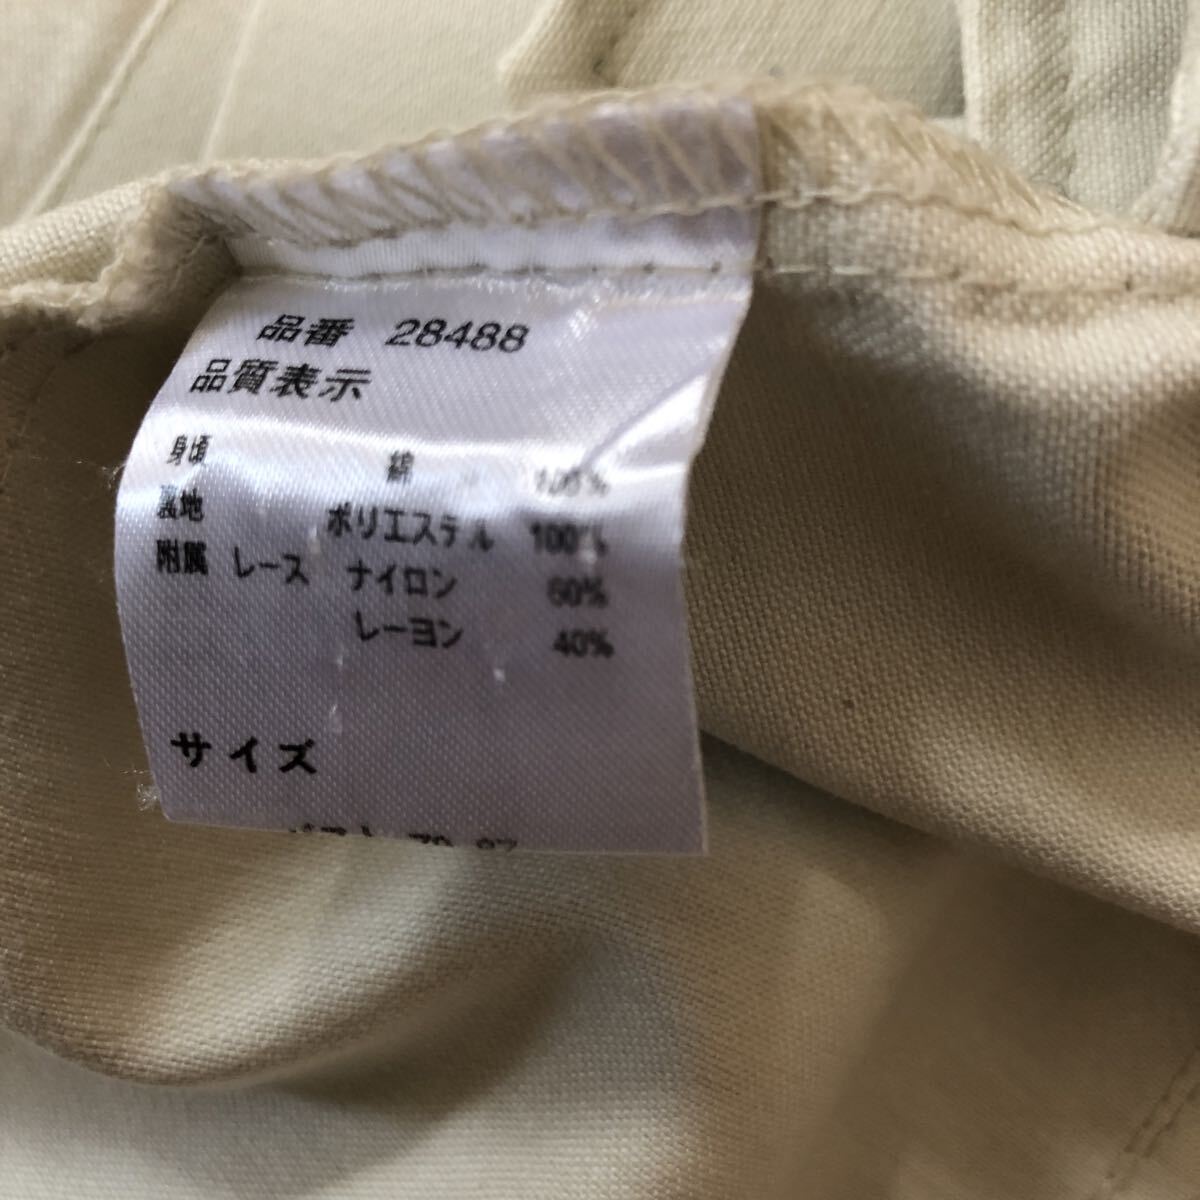 品番 28488
品質表示
身頃 綿 100%
裏地 ポリエステル 100%
附属 レース ナイロン 60%
レーヨン 40%
サイズ